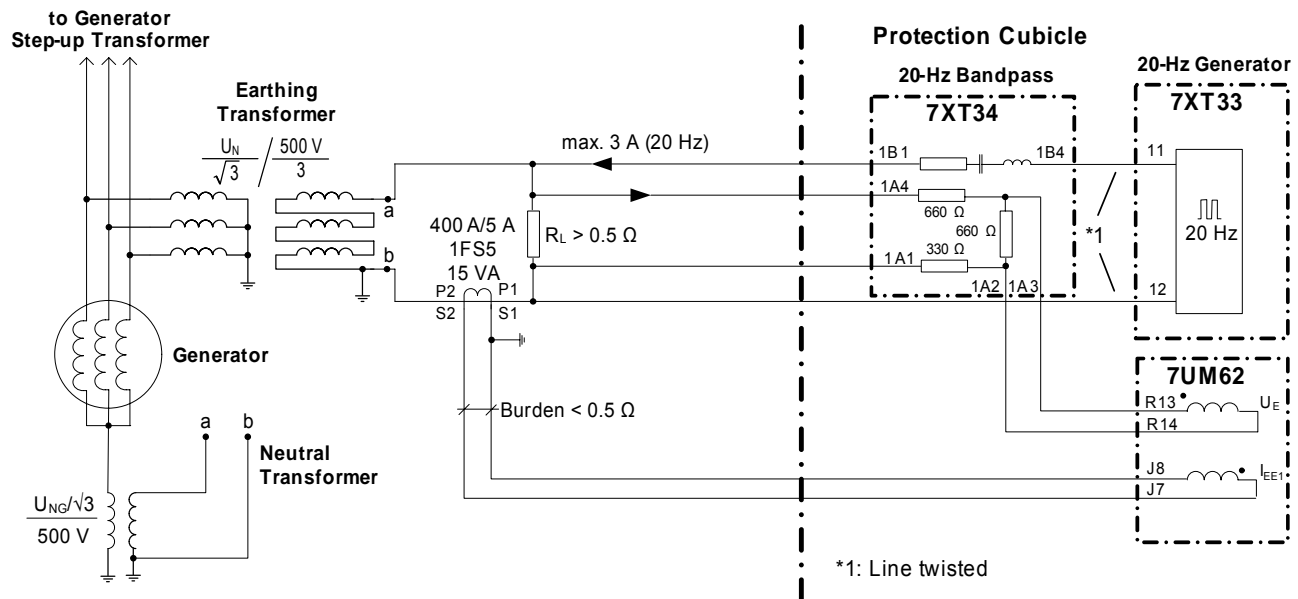 to Generator
Step-up Transformer
Earthing
Transformer
U_N
√3
/
500 V
3
a
b
Generator
a b
Neutral
Transformer
U_NG/√3
500 V
max. 3 A (20 Hz)
400 A/5 A
1FS5
15 VA
R_L > 0.5 Ω
P2 P1
S2 S1
Burden < 0.5 Ω
Protection Cubicle
20-Hz Bandpass
7XT34
1B1
1B4
1A4
660 Ω
660 Ω
330 Ω
1A1
1A2 1A3
*1
20-Hz Generator
7XT33
11
20 Hz
12
7UM62
R13
U_E
R14
J8
I_EE1
J7
*1: Line twisted